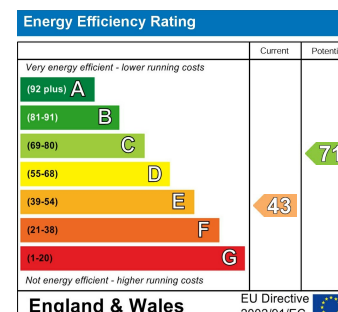 Energy Efficiency Rating
Current
Very energy efficient - lower running costs
(92 plus) A
(81-91) B
(69-80) C
71
(55-68) D
(39-54) E
43
(21-38) F
(1-20) G
Not energy efficient - higher running costs
England & Wales
EU Directive